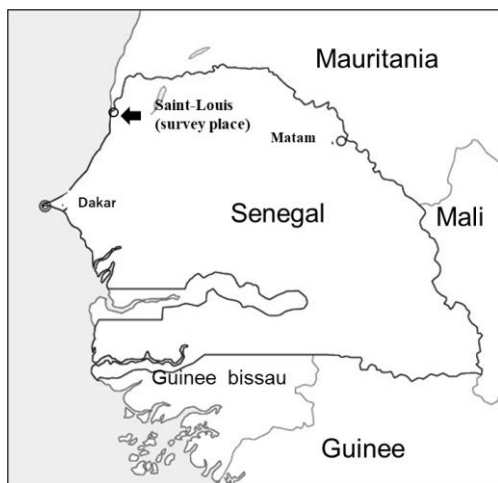 Mauritania
Saint-Louis
(survey place)
Matam
Dakar
Senegal
Mali
Guinee bissau
Guinee